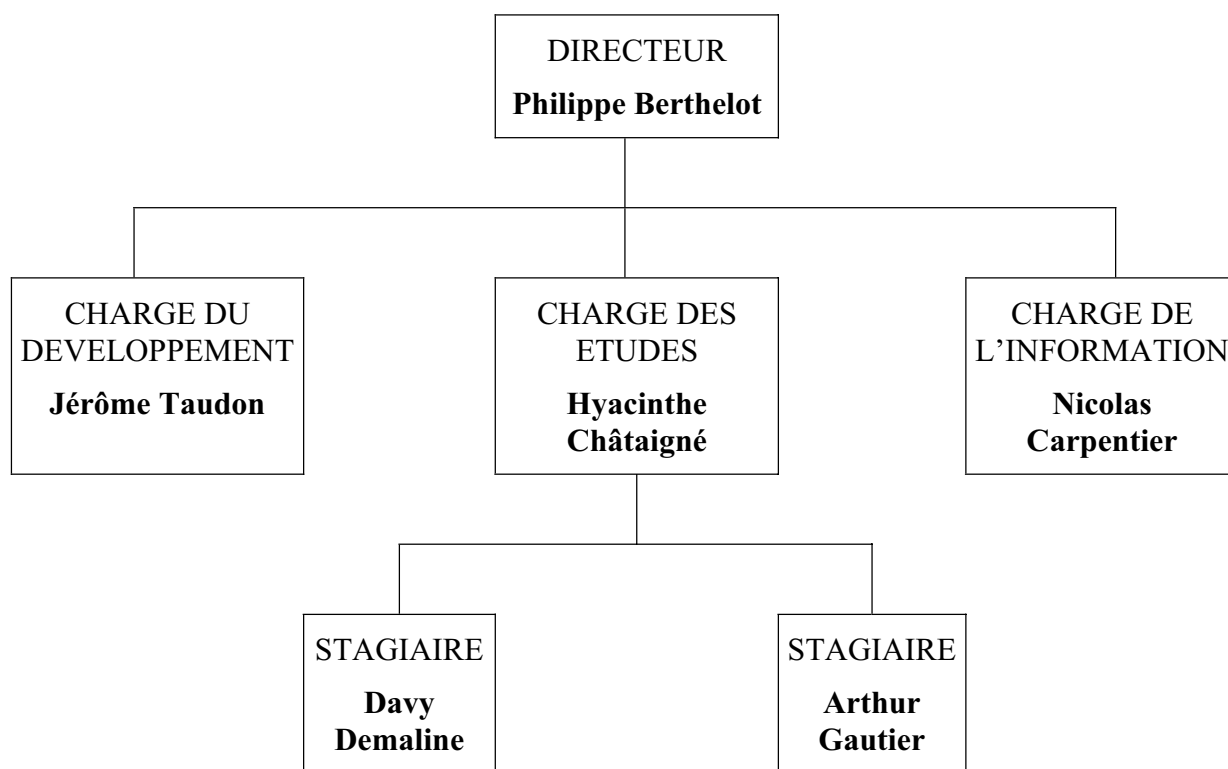 DIRECTEUR
Philippe Berthelot
CHARGE DU
DEVELOPPEMENT
Jérôme Taudon
CHARGE DES
ETUDES
Hyacinthe
Châtaigné
CHARGE DE
L’INFORMATION
Nicolas
Carpentier
STAGIAIRE
Davy
Demaline
STAGIAIRE
Arthur
Gautier